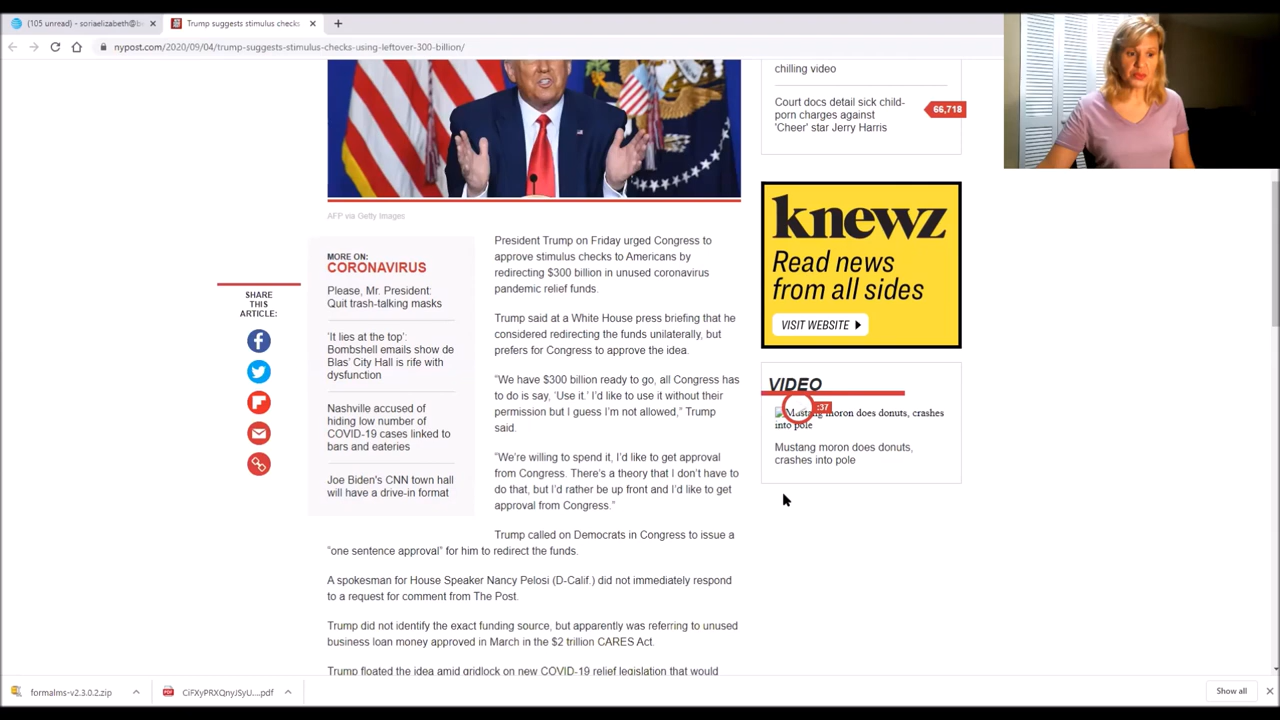 (105 unread) - soriaelizabeth@b
Trump suggests stimulus checks
nypost.com/2020/09/04/trump-suggests-stimulus-
over-300-billion/
Court docs detail sick child-
porn charges against
'Cheer' star Jerry Harris
66,718
AFP via Getty Images
SHARE
THIS
ARTICLE:
MORE ON:
CORONAVIRUS
Please, Mr. President:
Quit trash-talking masks
'It lies at the top':
Bombshell emails show de
Blas' City Hall is rife with
dysfunction
Nashville accused of
hiding low number of
COVID-19 cases linked to
bars and eateries
Joe Biden's CNN town hall
will have a drive-in format
President Trump on Friday urged Congress to
approve stimulus checks to Americans by
redirecting $300 billion in unused coronavirus
pandemic relief funds.
Trump said at a White House press briefing that he
considered redirecting the funds unilaterally, but
prefers for Congress to approve the idea.
"We have $300 billion ready to go, all Congress has
to do is say, 'Use it.' I'd like to use it without their
permission but I guess I'm not allowed," Trump
said.
"We're willing to spend it, I'd like to get approval
from Congress. There's a theory that I don't have to
do that, but I'd rather be up front and I'd like to get
approval from Congress."
Trump called on Democrats in Congress to issue a
"one sentence approval" for him to redirect the funds.
A spokesman for House Speaker Nancy Pelosi (D-Calif.) did not immediately respond
to a request for comment from The Post.
Trump did not identify the exact funding source, but apparently was referring to unused
business loan money approved in March in the $2 trillion CARES Act.
Trump floated the idea amid gridlock on new COVID-19 relief legislation that would
knewz
Read news
from all sides
VISIT WEBSITE
VIDEO
:37
Mustang moron does donuts, crashes
into pole
Mustang moron does donuts,
crashes into pole
formalms-v2.3.0.2.zip
CiFXyPRXQnyJSyU....pdf
Show all